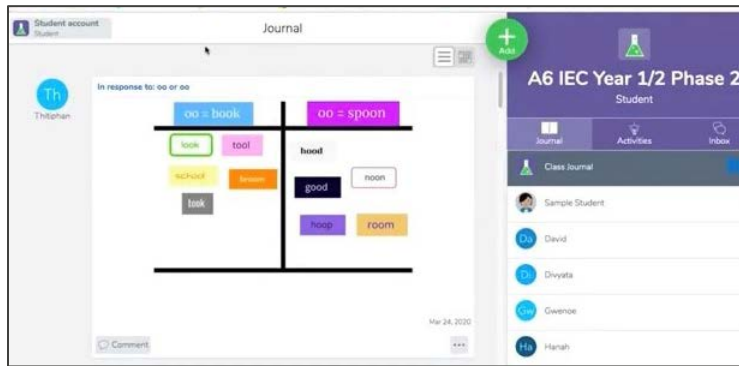 Student account
Student
Journal
Add
Th
Thitiphan
In response to: oo or oo
oo = book
oo = spoon
look
tool
school
broom
took
hood
good
noon
hoop
room
Mar 24, 2020
Comment
A6 IEC Year 1/2 Phase 2
Student
Journal
Activities
Inbox
Class Journal
Sample Student
Da
David
Di
Divyata
Gw
Gwenoe
Ha
Hanah